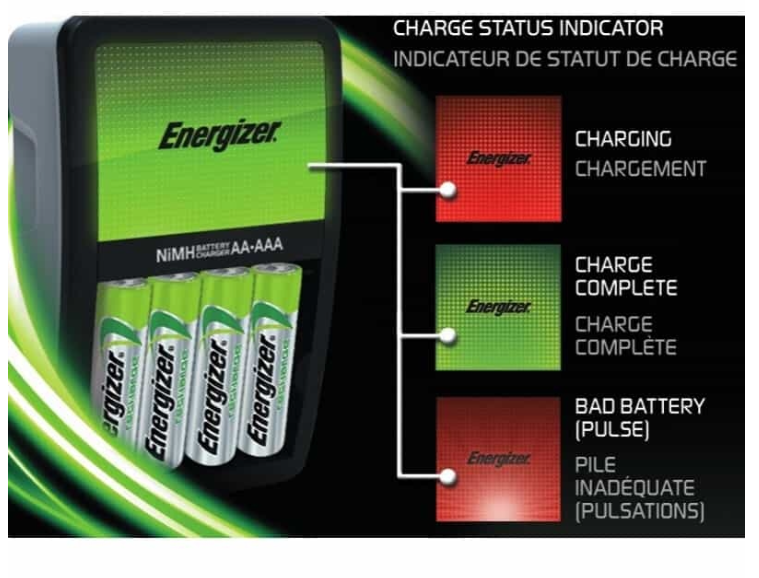 CHARGE STATUS INDICATOR
INDICATEUR DE STATUT DE CHARGE
Energizer
NiMH BATTERY CHARGER AA-AAA
Energizer
Energizer
Energizer
Energizer
RECHARGE
Energizer
CHARGING
CHARGEMENT
Energizer
CHARGE
COMPLETE
CHARGE
COMPLÈTE
Energizer
BAD BATTERY
(PULSE)
PILE
INADÉQUATE
(PULSATIONS)